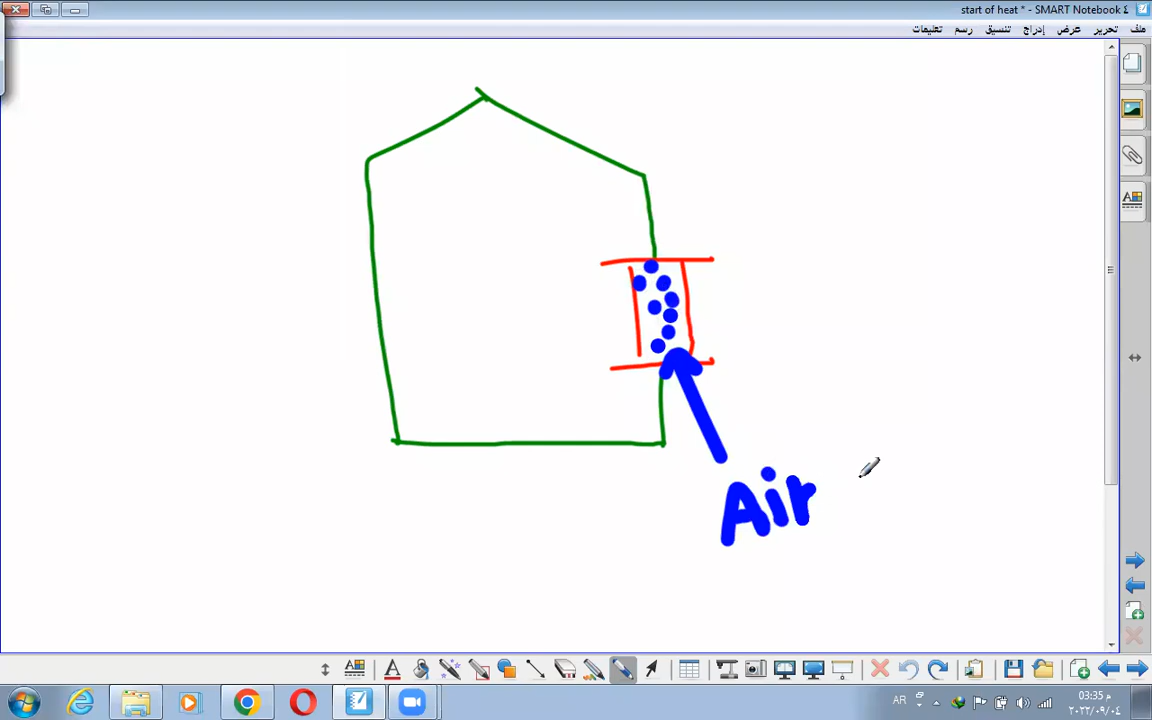 start of heat * - SMART Notebook ٤
ملف تحرير عرض إدراج تنسيق رسم تعليمات
Air
AR
م 03:35
٢٠٢٢/٠٩/٠٤